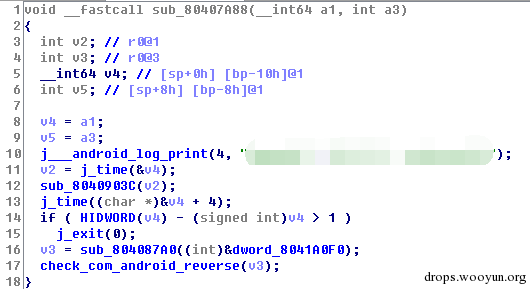 1 void __fastcall sub_80407A88(__int64 a1, int a3)
2 {
3 int v2; // r0@1
4 int v3; // r0@3
5 __int64 v4; // [sp+0h] [bp-10h]@1
6 int v5; // [sp+8h] [bp-8h]@1
7
8 v4 = a1;
9 v5 = a3;
10 j___android_log_print(4, " ");
11 v2 = j_time(&v4);
12 sub_8040903C(v2);
13 j_time((char *)&v4 + 4);
14 if ( HIDWORD(v4) - (signed int)v4 > 1 )
15 j_exit(0);
16 v3 = sub_804087A0((int)&dword_8041A0F0);
17 check_com_android_reverse(v3);
18 }
drops.wooyun.org